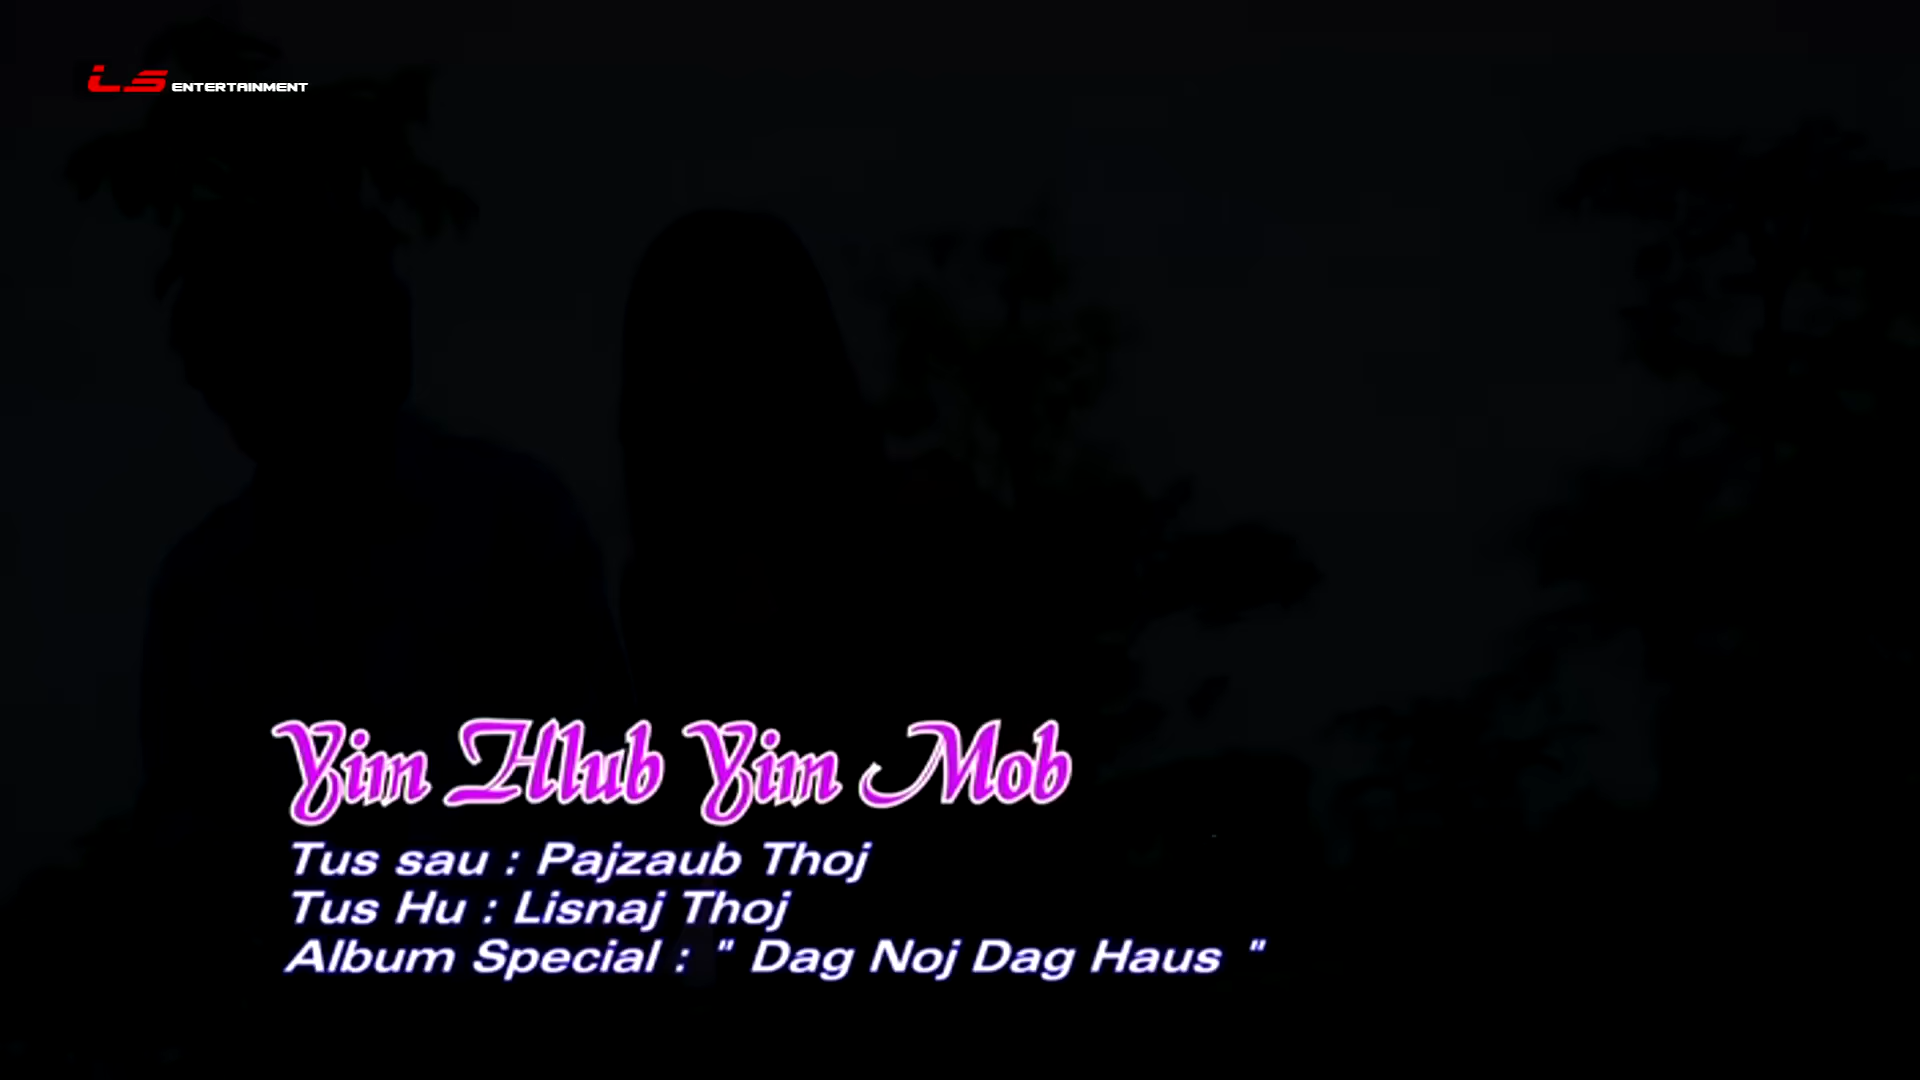 LS ENTERTAINMENT
Yim Hlub Yim Mob
Tus sau : Pajzaub Thoj
Tus Hu : Lisnaj Thoj
Album Special : " Dag Noj Dag Haus "